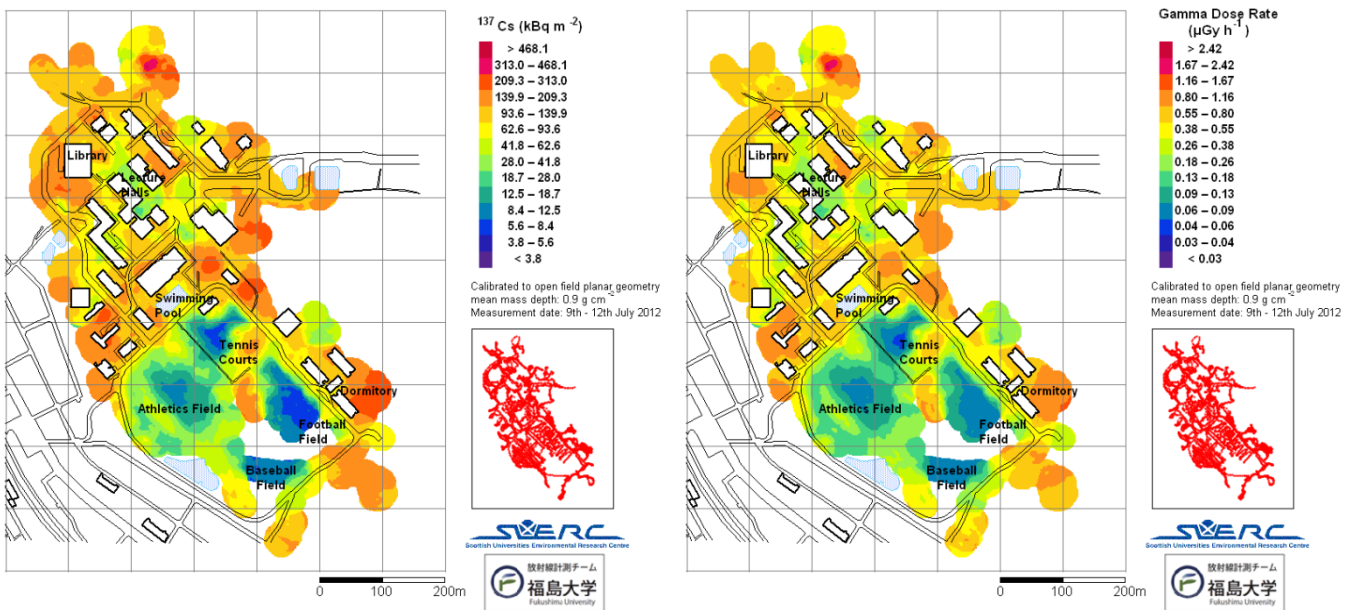 137 Cs (kBq m -2)
> 468.1
313.0 – 468.1
209.3 – 313.0
139.9 – 209.3
93.6 – 139.9
62.6 – 93.6
41.8 – 62.6
28.0 – 41.8
18.7 – 28.0
12.5 – 18.7
8.4 – 12.5
5.6 – 8.4
3.8 – 5.6
< 3.8
Calibrated to open field planar geometry
mean mass depth: 0.9 g cm-2
Measurement date: 9th - 12th July 2012
Library
Lecture
Halls
Swimming
Pool
Tennis
Courts
Dormitory
Athletics Field
Football
Field
Baseball
Field
SUERC
Scottish Universities Environmental Research Centre
放射線計測チーム
福島大学
Fukushima University
0 100 200m
Gamma Dose Rate
(µGy h-1)
> 2.42
1.67 – 2.42
1.16 – 1.67
0.80 – 1.16
0.55 – 0.80
0.38 – 0.55
0.26 – 0.38
0.18 – 0.26
0.13 – 0.18
0.09 – 0.13
0.06 – 0.09
0.04 – 0.06
0.03 – 0.04
< 0.03
Calibrated to open field planar geometry
mean mass depth: 0.9 g cm-2
Measurement date: 9th - 12th July 2012
Library
Lecture
Halls
Swimming
Pool
Tennis
Courts
Dormitory
Athletics Field
Football
Field
Baseball
Field
SUERC
Scottish Universities Environmental Research Centre
放射線計測チーム
福島大学
Fukushima University
0 100 200m